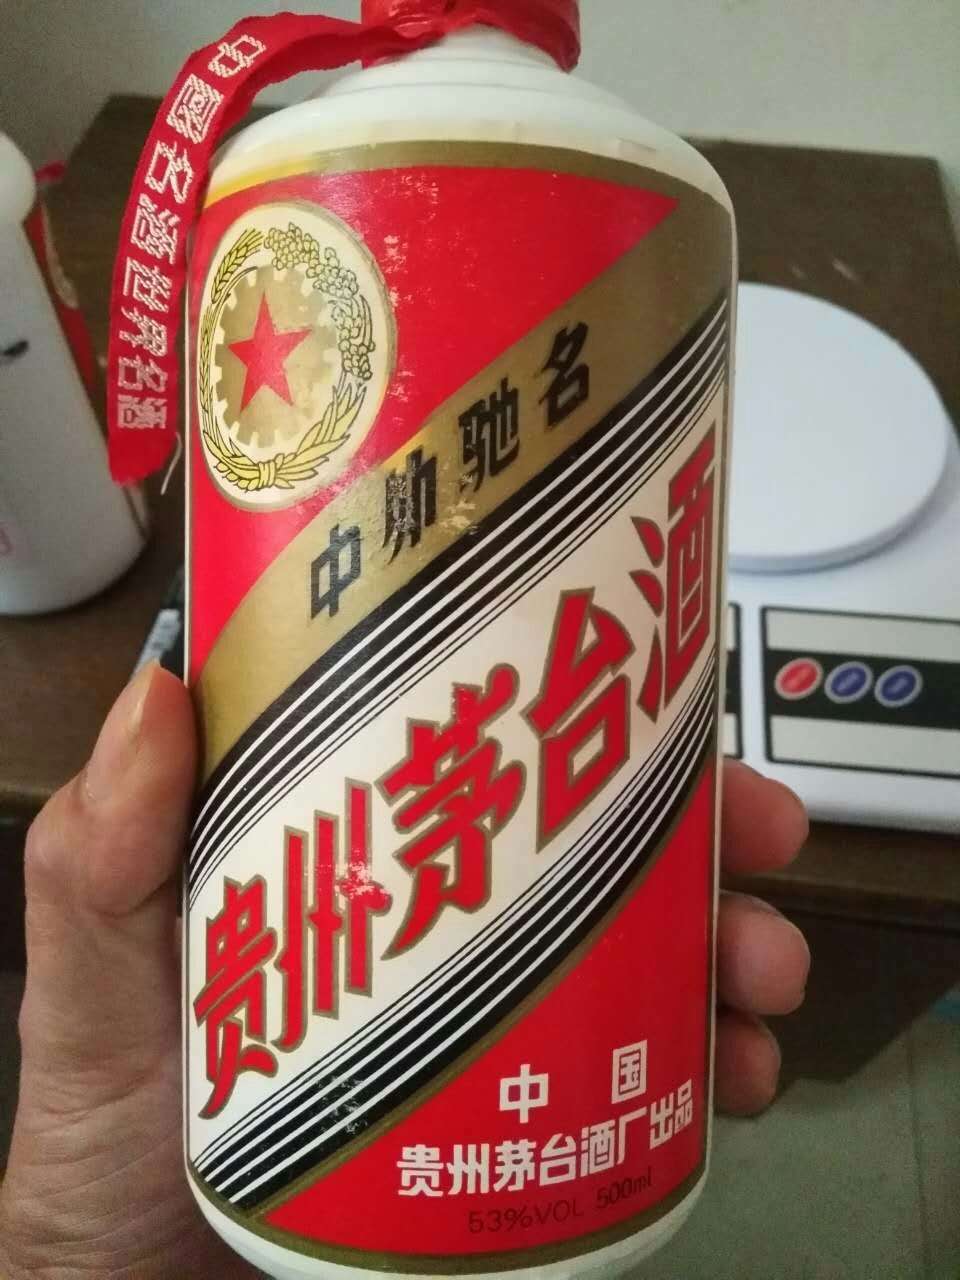 中国名酒世界名酒
中外驰名
贵州茅台酒
中国
贵州茅台酒厂出品
53%VOL 500ml